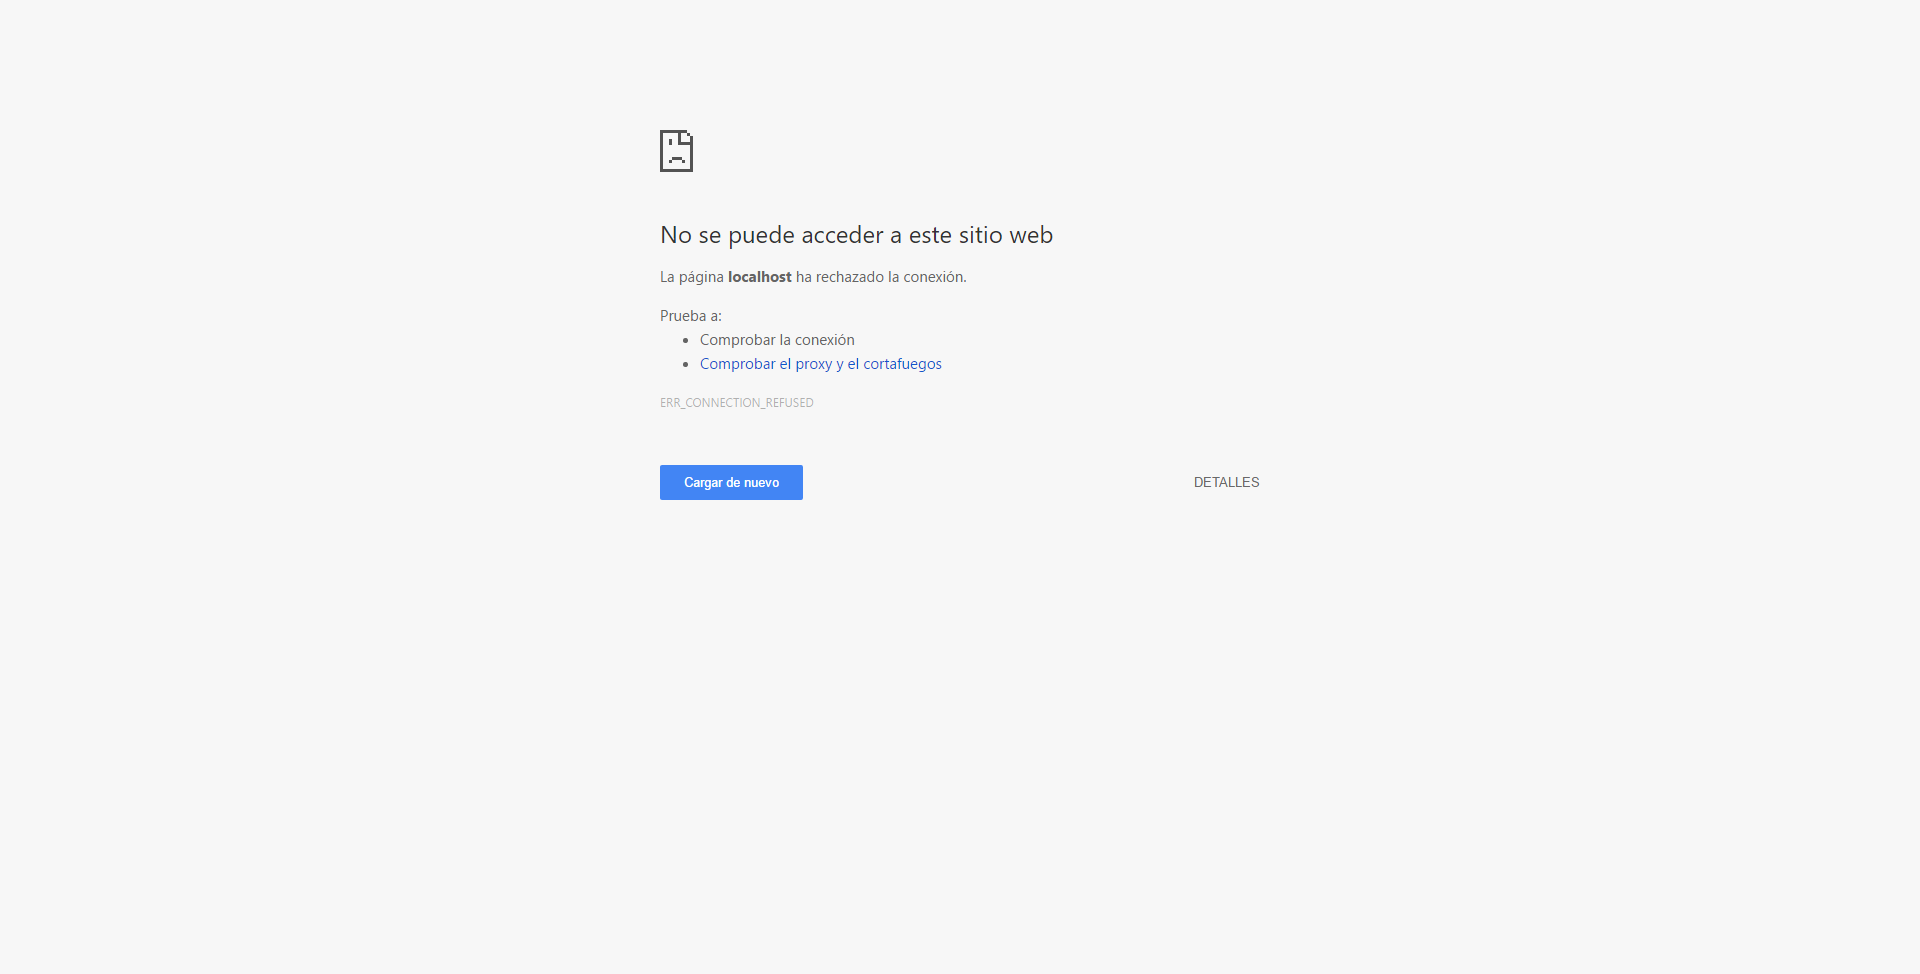 No se puede acceder a este sitio web
La página localhost ha rechazado la conexión.
Prueba a:
• Comprobar la conexión
• Comprobar el proxy y el cortafuegos
ERR_CONNECTION_REFUSED
Cargar de nuevo
DETALLES